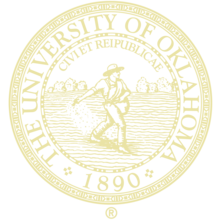 THE UNIVERSITY OF OKLAHOMA
CIVI ET REIPUBLICAE
1890
®